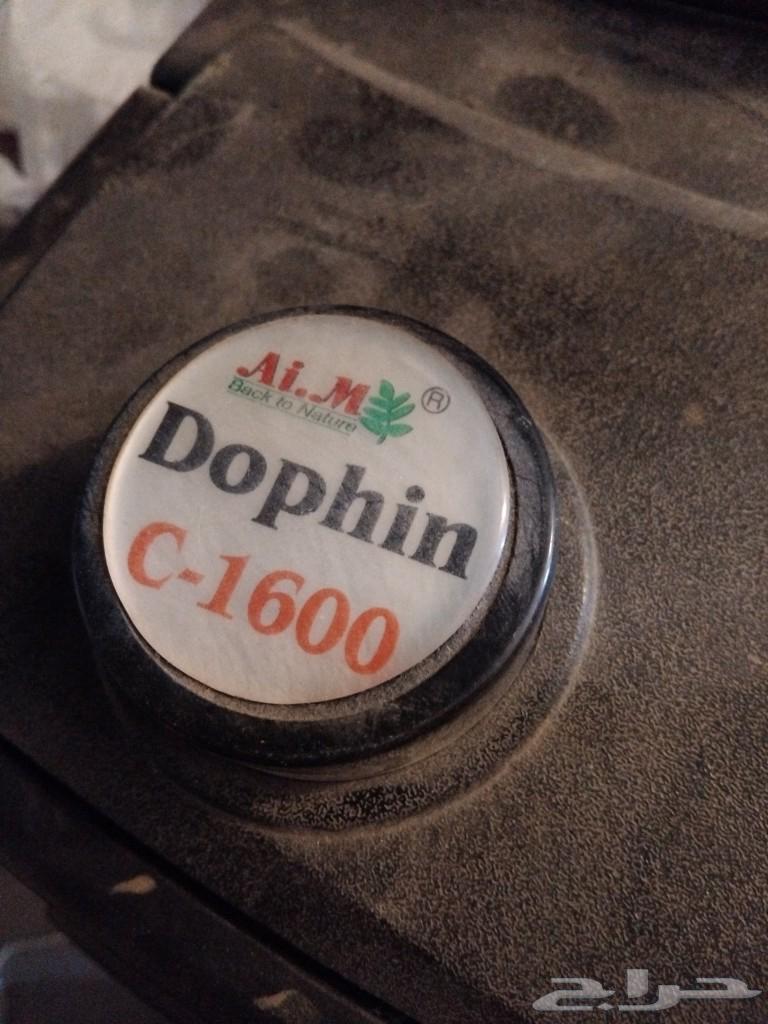 Ai.M ®
Back to Nature
Dophin
C-1600
حراج